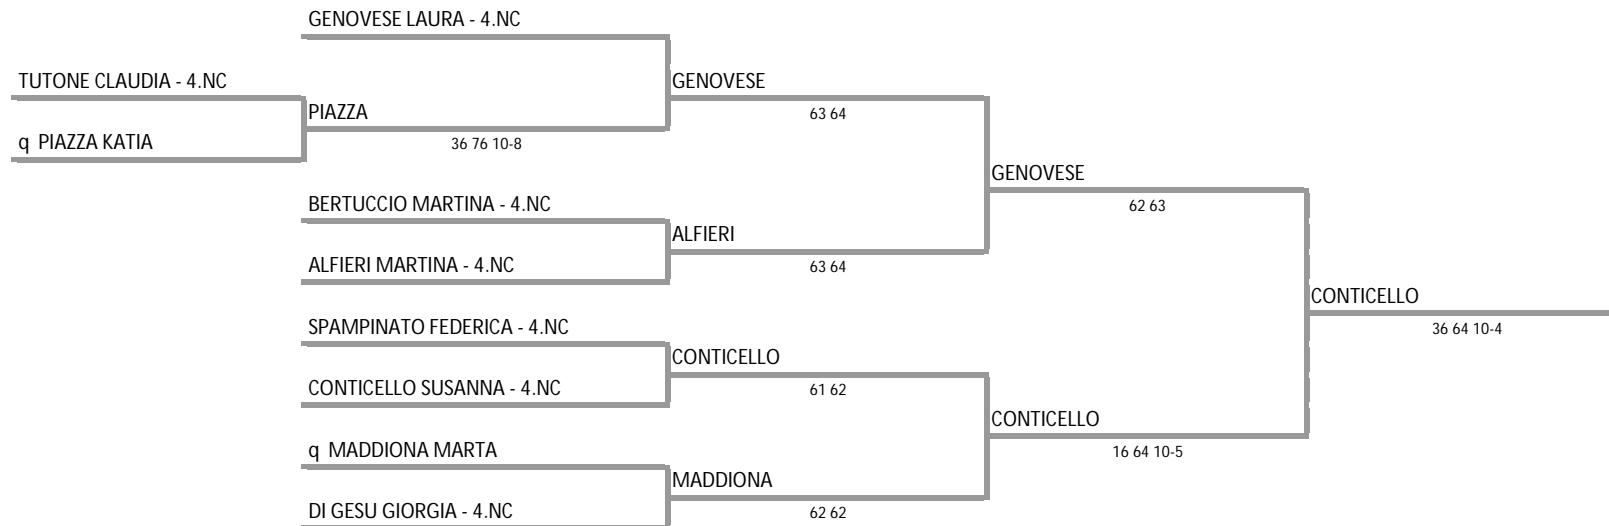 GENOVESE LAURA - 4.NC
TUTONE CLAUDIA - 4.NC
GENOVESE
PIAZZA
63 64
q PIAZZA KATIA
36 76 10-8
GENOVESE
BERTUCCIO MARTINA - 4.NC
62 63
ALFIERI
ALFIERI MARTINA - 4.NC
63 64
CONTICELLO
SPAMPINATO FEDERICA - 4.NC
36 64 10-4
CONTICELLO
CONTICELLO SUSANNA - 4.NC
61 62
CONTICELLO
q MADDIONA MARTA
16 64 10-5
MADDIONA
DI GESU GIORGIA - 4.NC
62 62